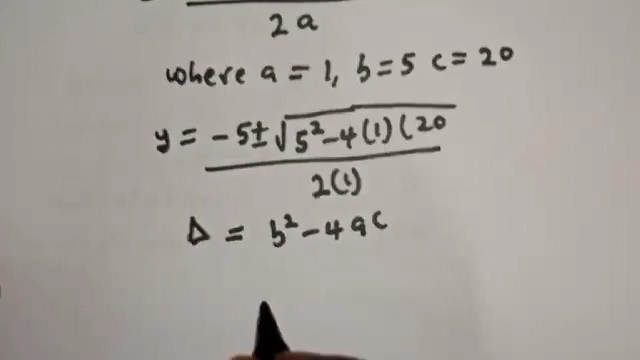 2a
where a = 1, b = 5 c = 20
y = -5 ± √5² - 4(1)(20
2(1)
Δ = b² - 4ac